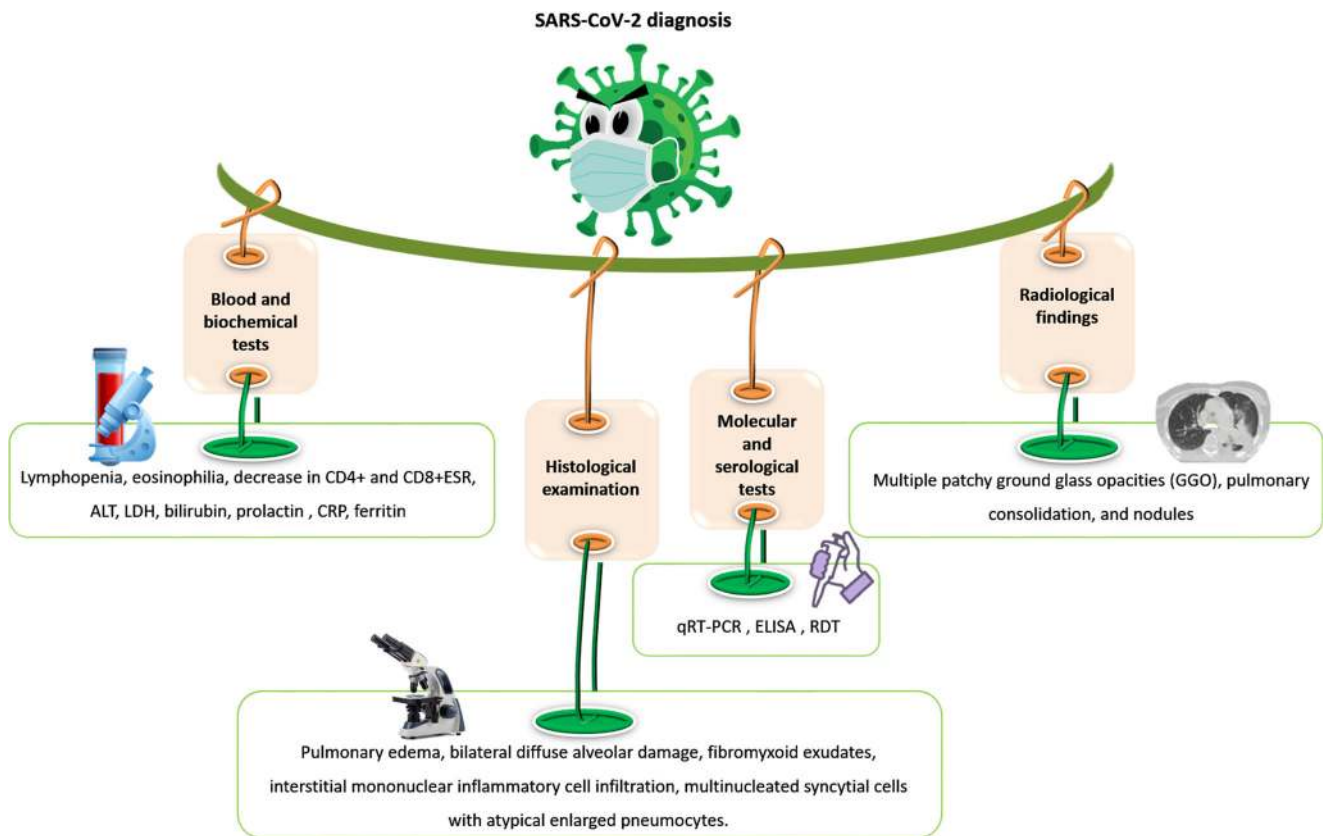 SARS-CoV-2 diagnosis
Blood and
biochemical
tests
Lymphopenia, eosinophilia, decrease in CD4+ and CD8+ESR,
ALT, LDH, bilirubin, prolactin , CRP, ferritin
Histological
examination
Pulmonary edema, bilateral diffuse alveolar damage, fibromyxoid exudates,
interstitial mononuclear inflammatory cell infiltration, multinucleated syncytial cells
with atypical enlarged pneumocytes.
Molecular
and
serological
tests
qRT-PCR , ELISA , RDT
Radiological
findings
Multiple patchy ground glass opacities (GGO), pulmonary
consolidation, and nodules